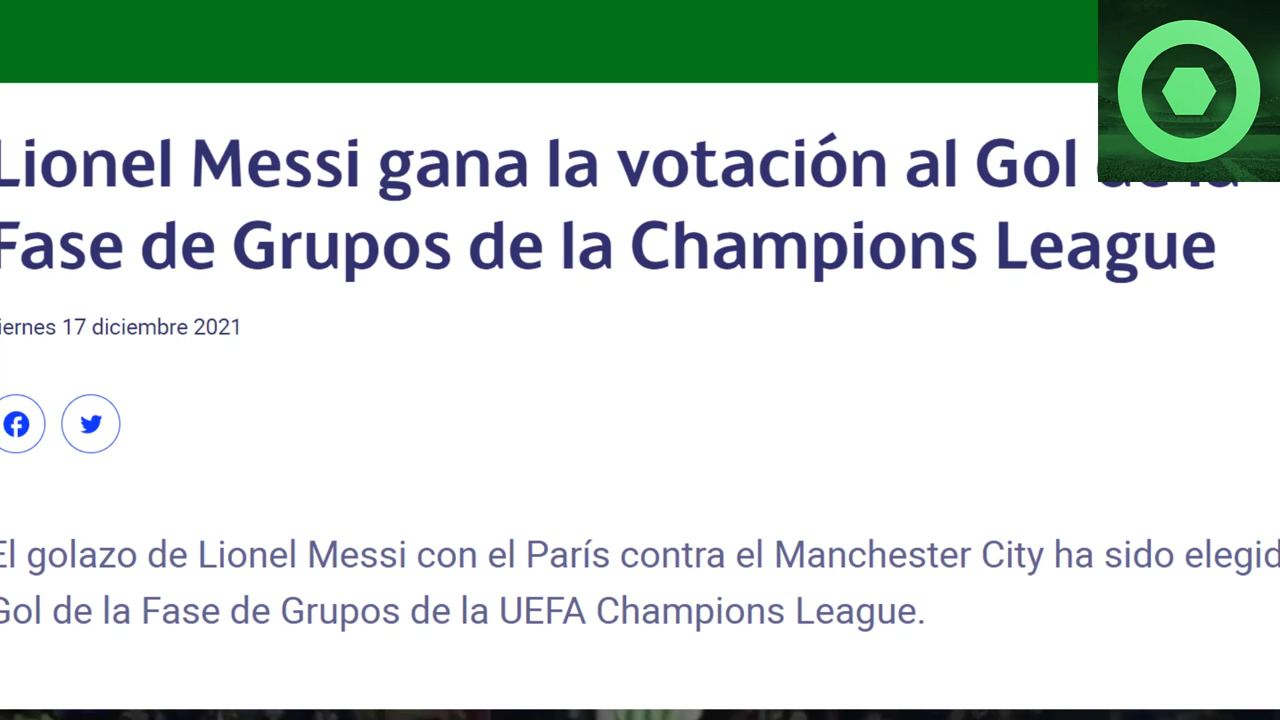 Lionel Messi gana la votación al Gol de la
Fase de Grupos de la Champions League
iernes 17 diciembre 2021
El golazo de Lionel Messi con el París contra el Manchester City ha sido elegid
Gol de la Fase de Grupos de la UEFA Champions League.